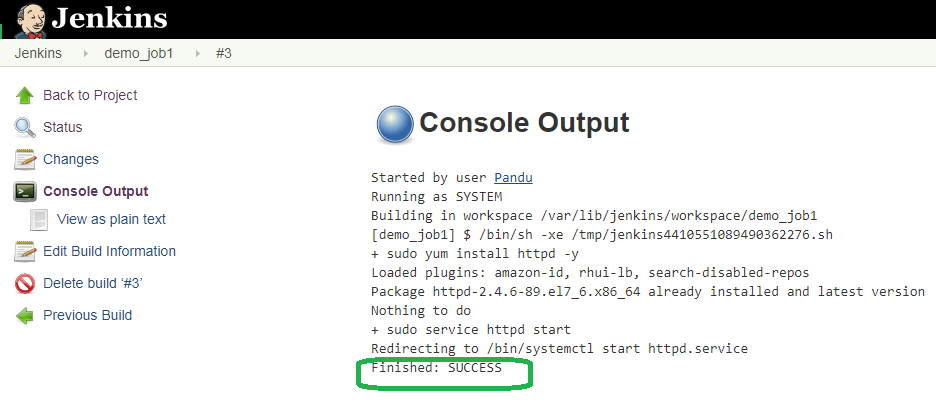 Jenkins
Jenkins demo_job1 #3
Back to Project
Status
Changes
Console Output
View as plain text
Edit Build Information
Delete build ‘#3’
Previous Build
Console Output
Started by user Pandu
Running as SYSTEM
Building in workspace /var/lib/jenkins/workspace/demo_job1
[demo_job1] $ /bin/sh -xe /tmp/jenkins4410551089490362276.sh
+ sudo yum install httpd -y
Loaded plugins: amazon-id, rhui-lb, search-disabled-repos
Package httpd-2.4.6-89.el7_6.x86_64 already installed and latest version
Nothing to do
+ sudo service httpd start
Redirecting to /bin/systemctl start httpd.service
Finished: SUCCESS